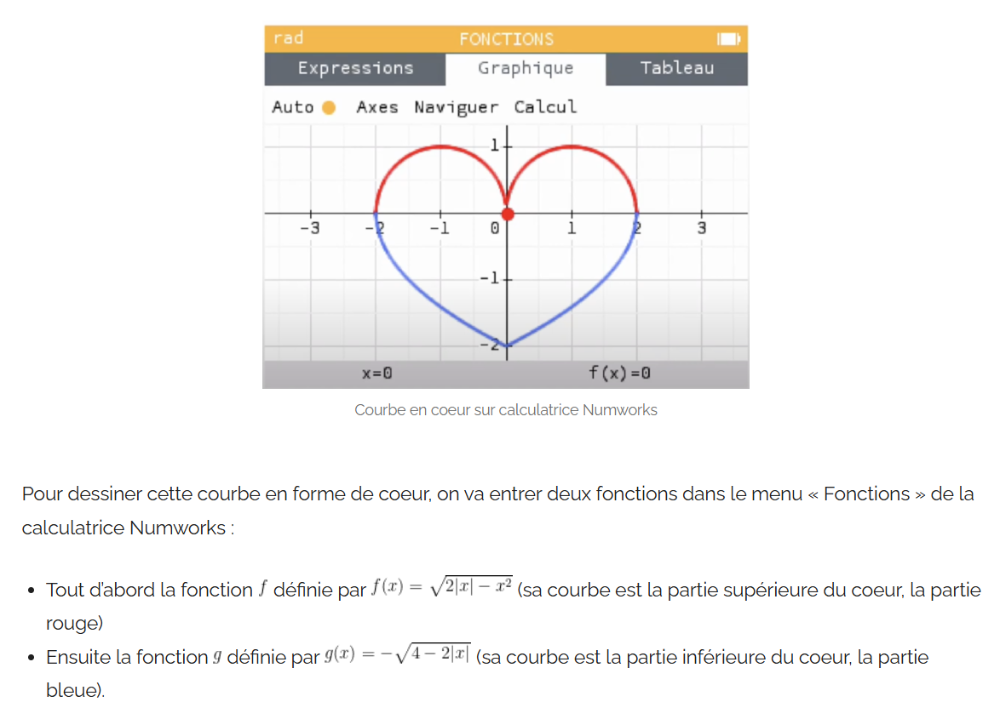 rad FONCTIONS
Expressions Graphique Tableau
Auto Axes Naviguer Calcul
1
-3 -2 -1 0 1 2 3
-1
-2
x=0 f(x)=0
Courbe en coeur sur calculatrice Numworks
Pour dessiner cette courbe en forme de coeur, on va entrer deux fonctions dans le menu « Fonctions » de la
calculatrice Numworks :
• Tout d'abord la fonction f définie par f(x) = √2|x| − x² (sa courbe est la partie supérieure du coeur, la partie
rouge)
• Ensuite la fonction g définie par g(x) = −√4 − 2|x| (sa courbe est la partie inférieure du coeur, la partie
bleue).